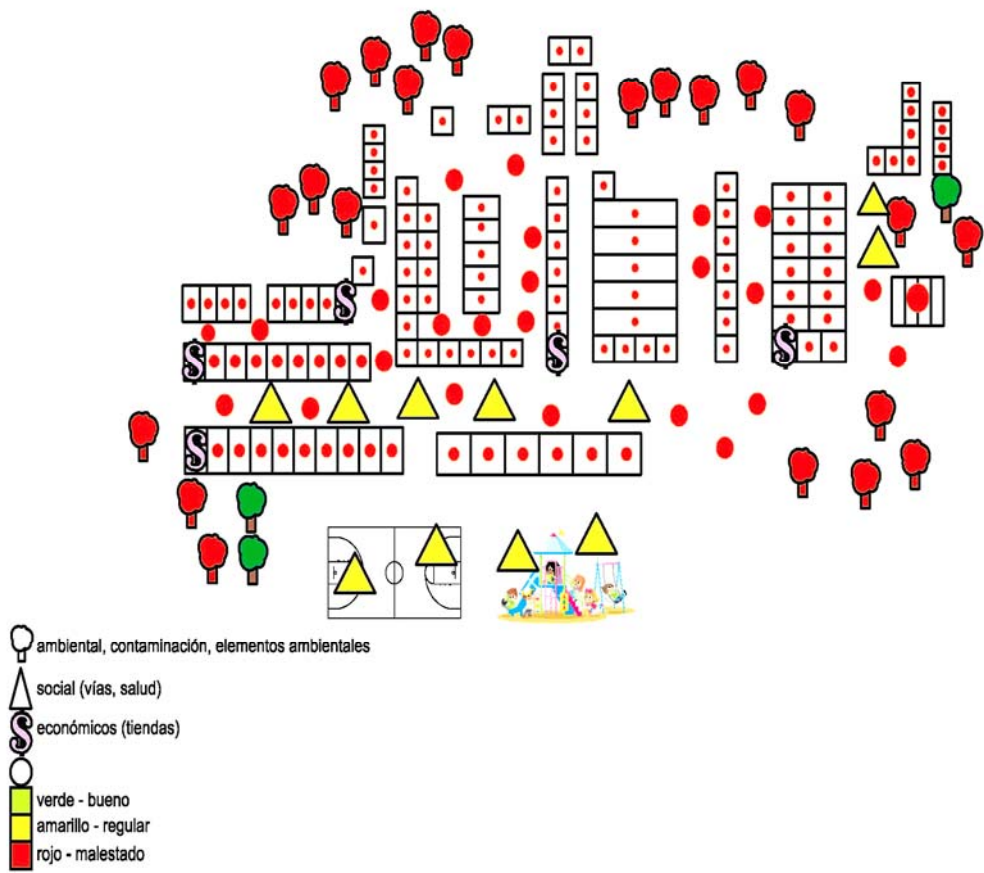 ambiental, contaminación, elementos ambientales
social (vías, salud)
económicos (tiendas)
verde - bueno
amarillo - regular
rojo - malestado